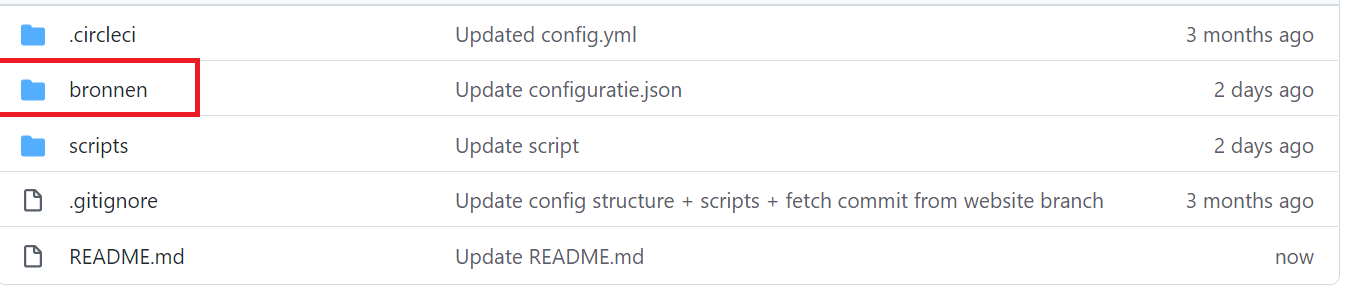 .circleci Updated config.yml 3 months ago
bronnen Update configuratie.json 2 days ago
scripts Update script 2 days ago
.gitignore Update config structure + scripts + fetch commit from website branch 3 months ago
README.md Update README.md now